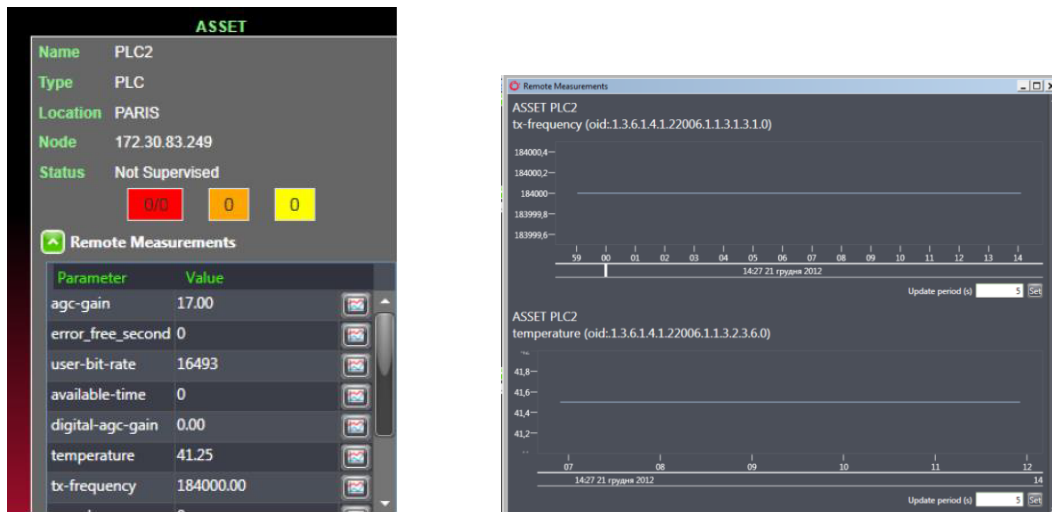 ASSET
Name PLC2
Type PLC
Location PARIS
Node 172.30.83.249
Status Not Supervised
0/0 0 0
Remote Measurements
Parameter Value
agc-gain 17.00
error_free_second 0
user-bit-rate 16493
available-time 0
digital-agc-gain 0.00
temperature 41.25
tx-frequency 184000.00
Remote Measurements
ASSET PLC2
tx-frequency (oid:.1.3.6.1.4.1.22006.1.1.3.1.3.1.0)
184000,4
184000,2
184000
183999,8
183999,6
59 00 01 02 03 04 05 06 07 08 09 10 11 12 13 14
14:27 21 грудня 2012
Update period (s) 5 Set
ASSET PLC2
temperature (oid:.1.3.6.1.4.1.22006.1.1.3.2.3.6.0)
41,8
41,6
41,4
41,2
07 08 09 10 11 12
14:27 21 грудня 2012 14
Update period (s) 5 Set